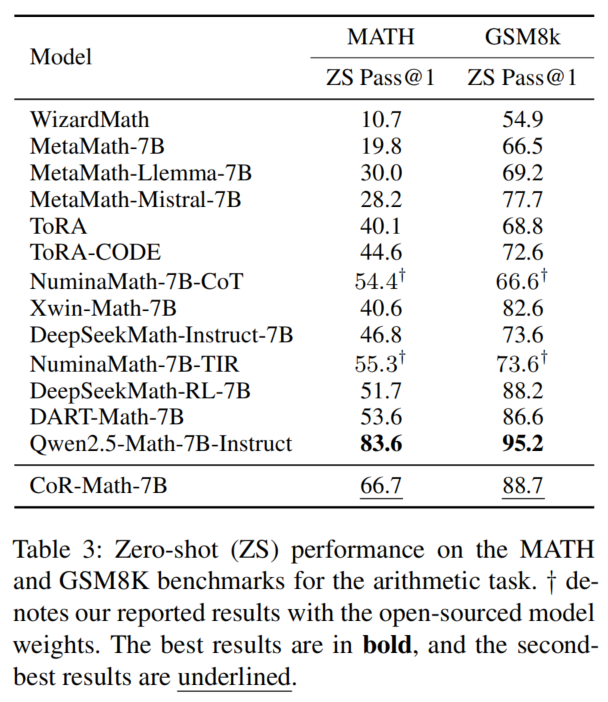 Model MATH GSM8k
ZS Pass@1 ZS Pass@1
WizardMath 10.7 54.9
MetaMath-7B 19.8 66.5
MetaMath-Llemma-7B 30.0 69.2
MetaMath-Mistral-7B 28.2 77.7
ToRA 40.1 68.8
ToRA-CODE 44.6 72.6
NuminaMath-7B-CoT 54.4† 66.6†
Xwin-Math-7B 40.6 82.6
DeepSeekMath-Instruct-7B 46.8 73.6
NuminaMath-7B-TIR 55.3† 73.6†
DeepSeekMath-RL-7B 51.7 88.2
DART-Math-7B 53.6 86.6
Qwen2.5-Math-7B-Instruct 83.6 95.2
CoR-Math-7B 66.7 88.7
Table 3: Zero-shot (ZS) performance on the MATH
and GSM8K benchmarks for the arithmetic task. † de-
notes our reported results with the open-sourced model
weights. The best results are in bold, and the second-
best results are underlined.